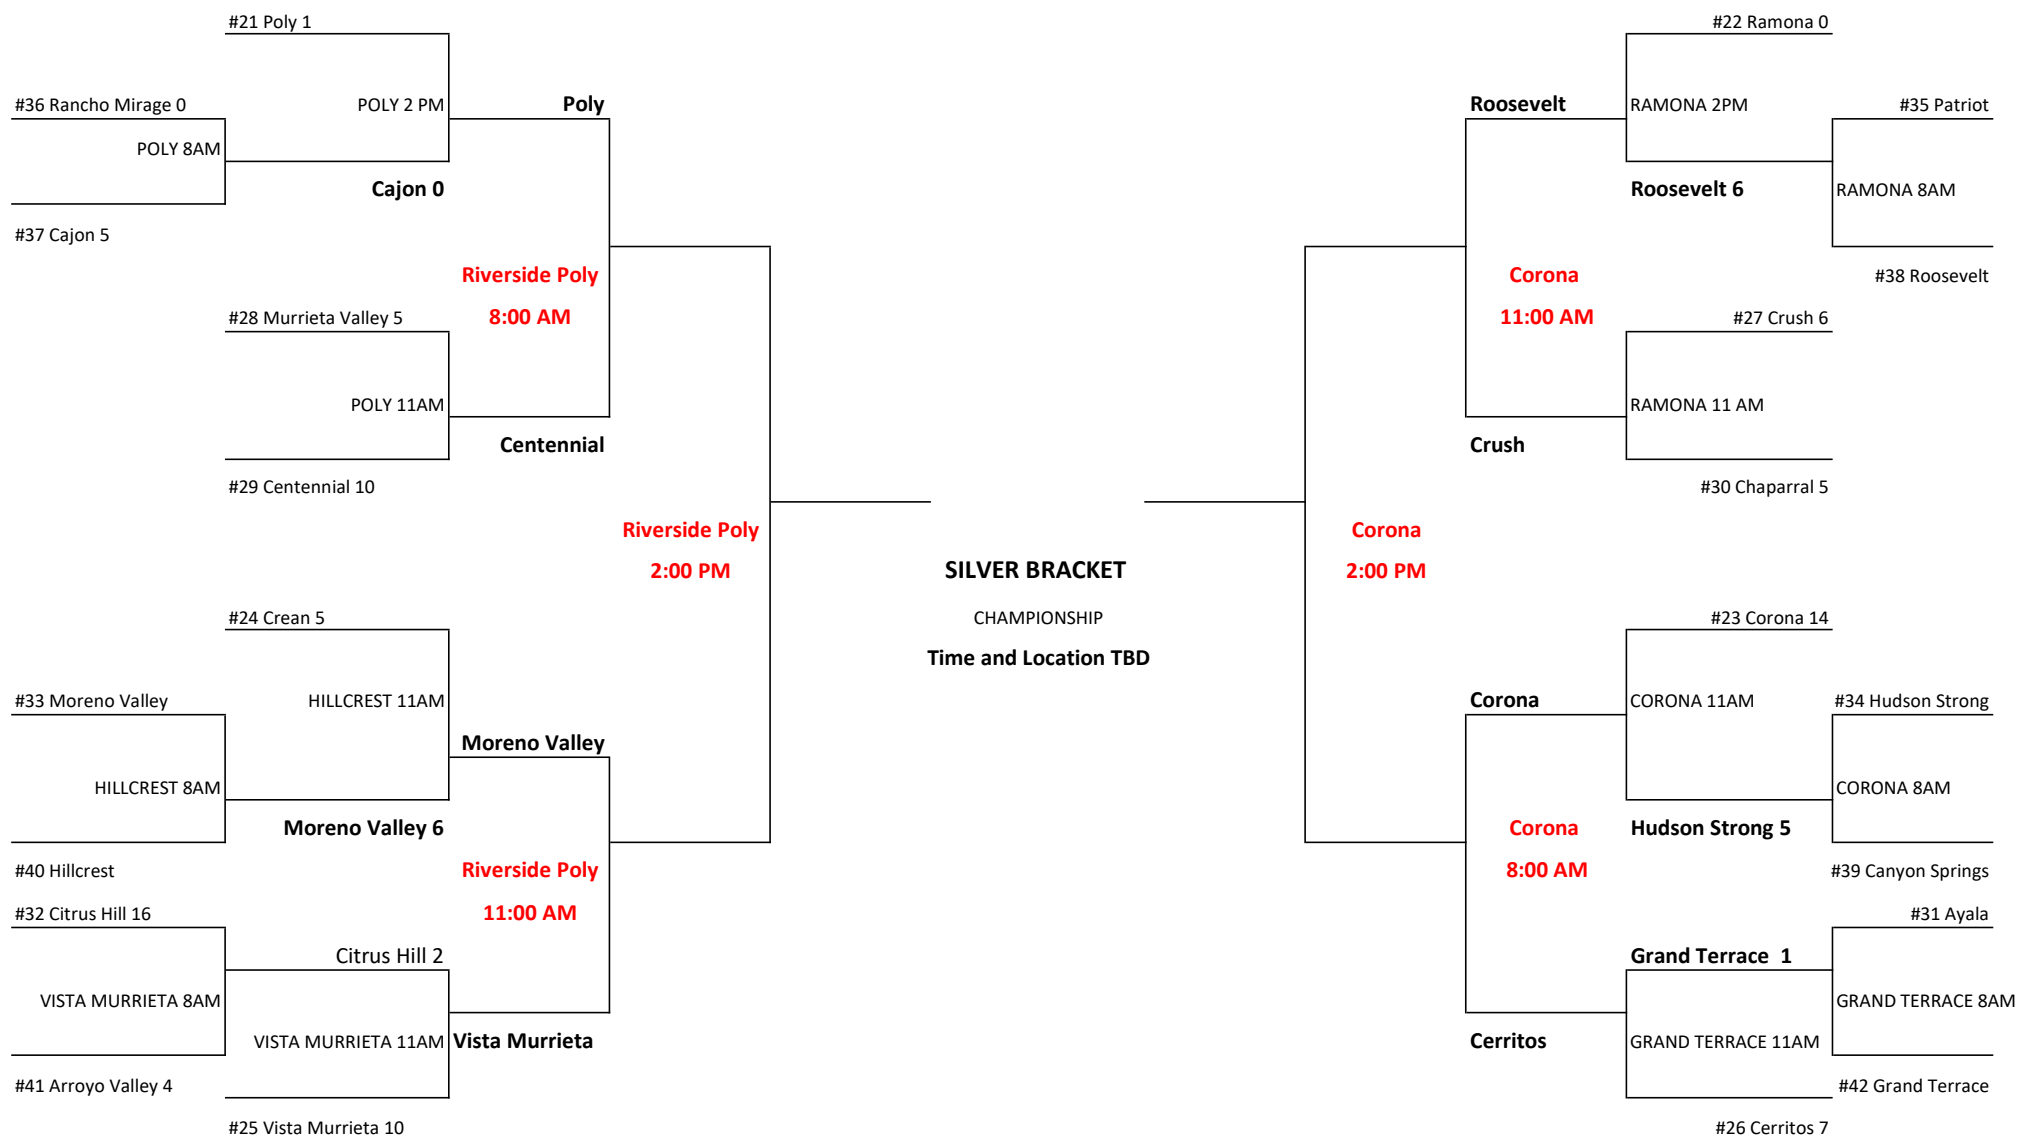 #21 Poly 1
#22 Ramona 0
#36 Rancho Mirage 0
POLY 2 PM
Poly
Roosevelt
RAMONA 2PM
#35 Patriot
POLY 8AM
Cajon 0
Roosevelt 6
RAMONA 8AM
#37 Cajon 5
Riverside Poly
8:00 AM
Corona
11:00 AM
#38 Roosevelt
#28 Murrieta Valley 5
#27 Crush 6
POLY 11AM
RAMONA 11 AM
Centennial
Crush
#29 Centennial 10
#30 Chaparral 5
Riverside Poly
2:00 PM
Corona
2:00 PM
SILVER BRACKET
CHAMPIONSHIP
Time and Location TBD
#24 Crean 5
#23 Corona 14
#33 Moreno Valley
HILLCREST 11AM
Corona
CORONA 11AM
#34 Hudson Strong
Moreno Valley
HILLCREST 8AM
CORONA 8AM
Moreno Valley 6
Corona
8:00 AM
Hudson Strong 5
#40 Hillcrest
Riverside Poly
11:00 AM
#39 Canyon Springs
#32 Citrus Hill 16
#31 Ayala
Citrus Hill 2
Grand Terrace 1
VISTA MURRIETA 8AM
GRAND TERRACE 8AM
VISTA MURRIETA 11AM
Vista Murrieta
Cerritos
GRAND TERRACE 11AM
#41 Arroyo Valley 4
#42 Grand Terrace
#25 Vista Murrieta 10
#26 Cerritos 7